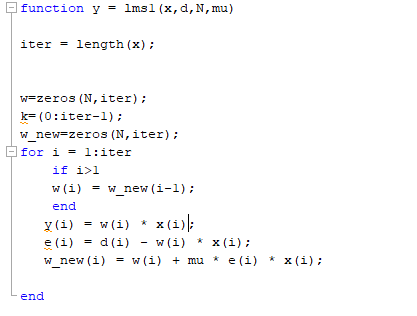 function y = lms1(x,d,N,mu)
iter = length(x);
w=zeros(N,iter);
k=(0:iter-1);
w_new=zeros(N,iter);
for i = 1:iter
if i>1
w(i) = w_new(i-1);
end
y(i) = w(i) * x(i);
e(i) = d(i) - w(i) * x(i);
w_new(i) = w(i) + mu * e(i) * x(i);
end